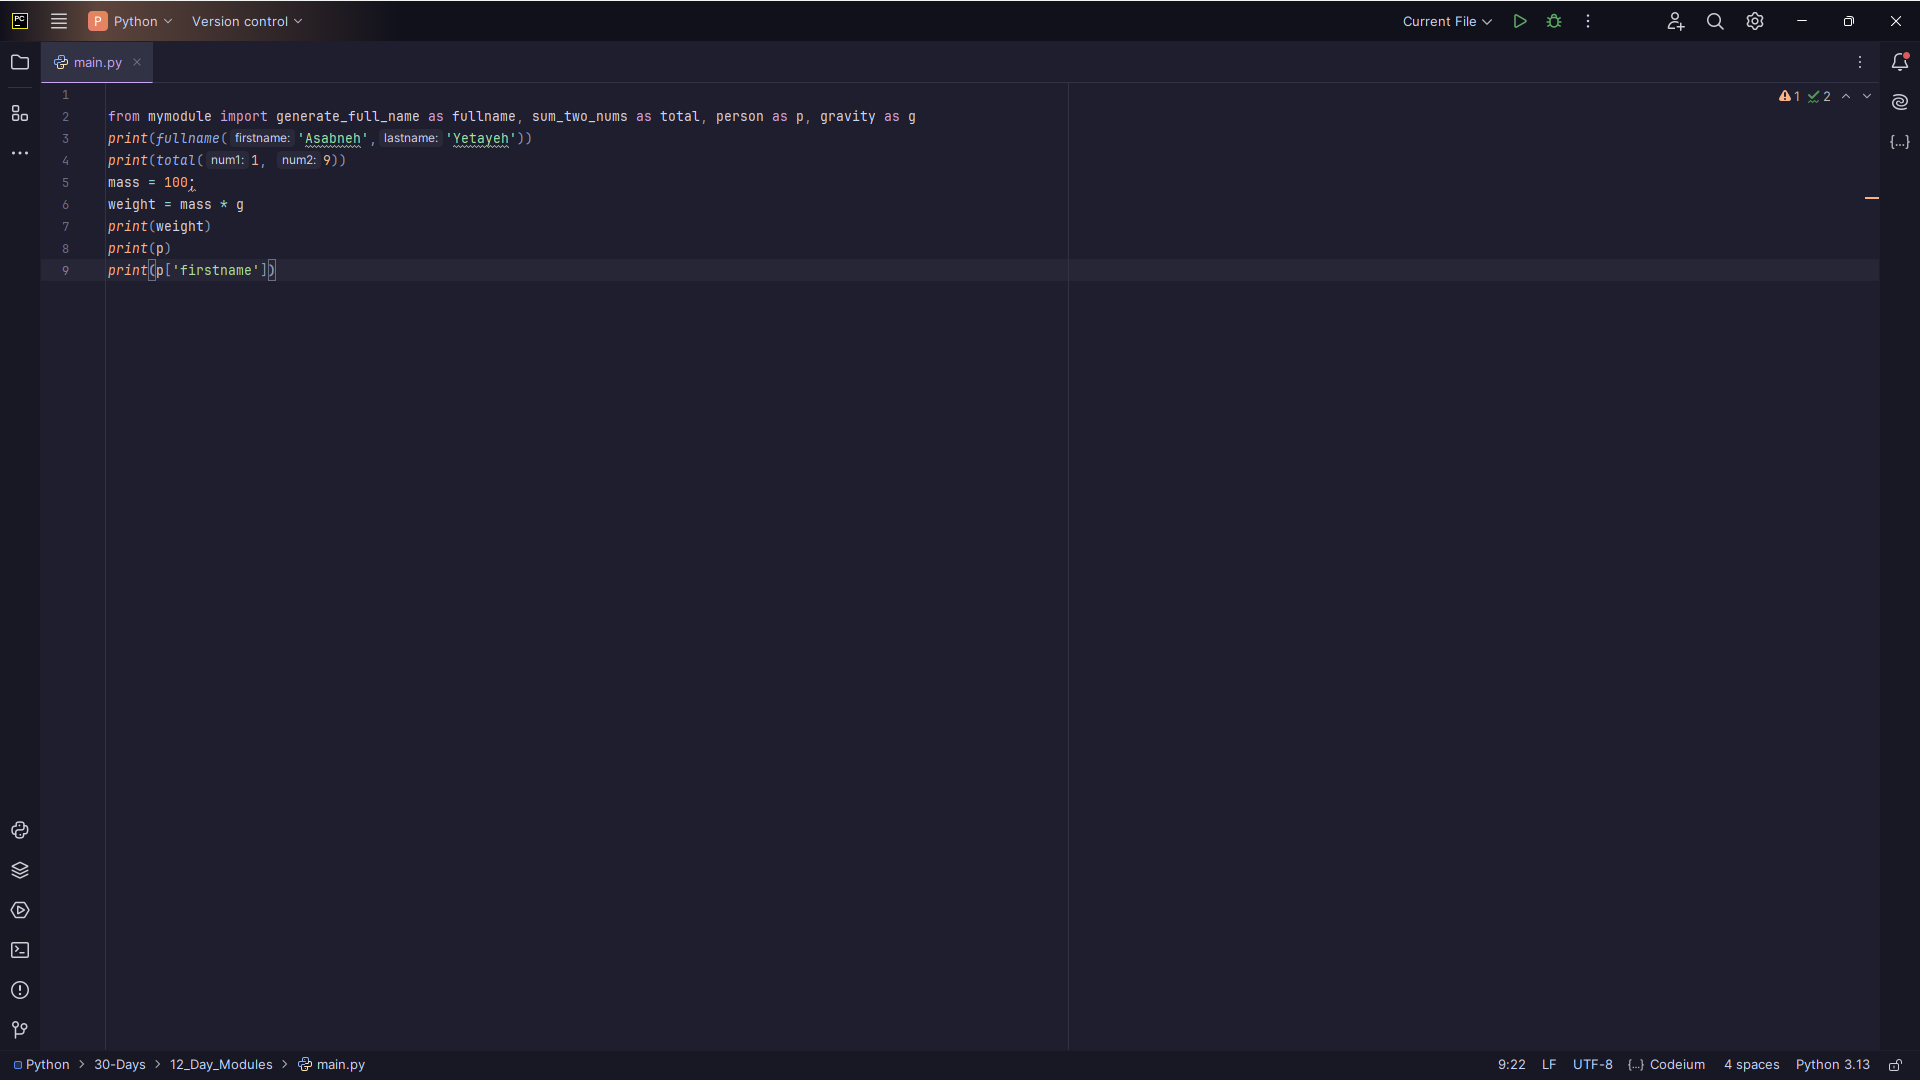 PC
P Python Version control Current File
main.py
1 2
1
2 from mymodule import generate_full_name as fullname, sum_two_nums as total, person as p, gravity as g
3 print(fullname( firstname: 'Asabneh', lastname: 'Yetayeh'))
4 print(total( num1: 1, num2: 9))
5 mass = 100;
6 weight = mass * g
7 print(weight)
8 print(p)
9 print(p['firstname'])
Python > 30-Days > 12_Day_Modules > main.py 9:22 LF UTF-8 {...} Codeium 4 spaces Python 3.13